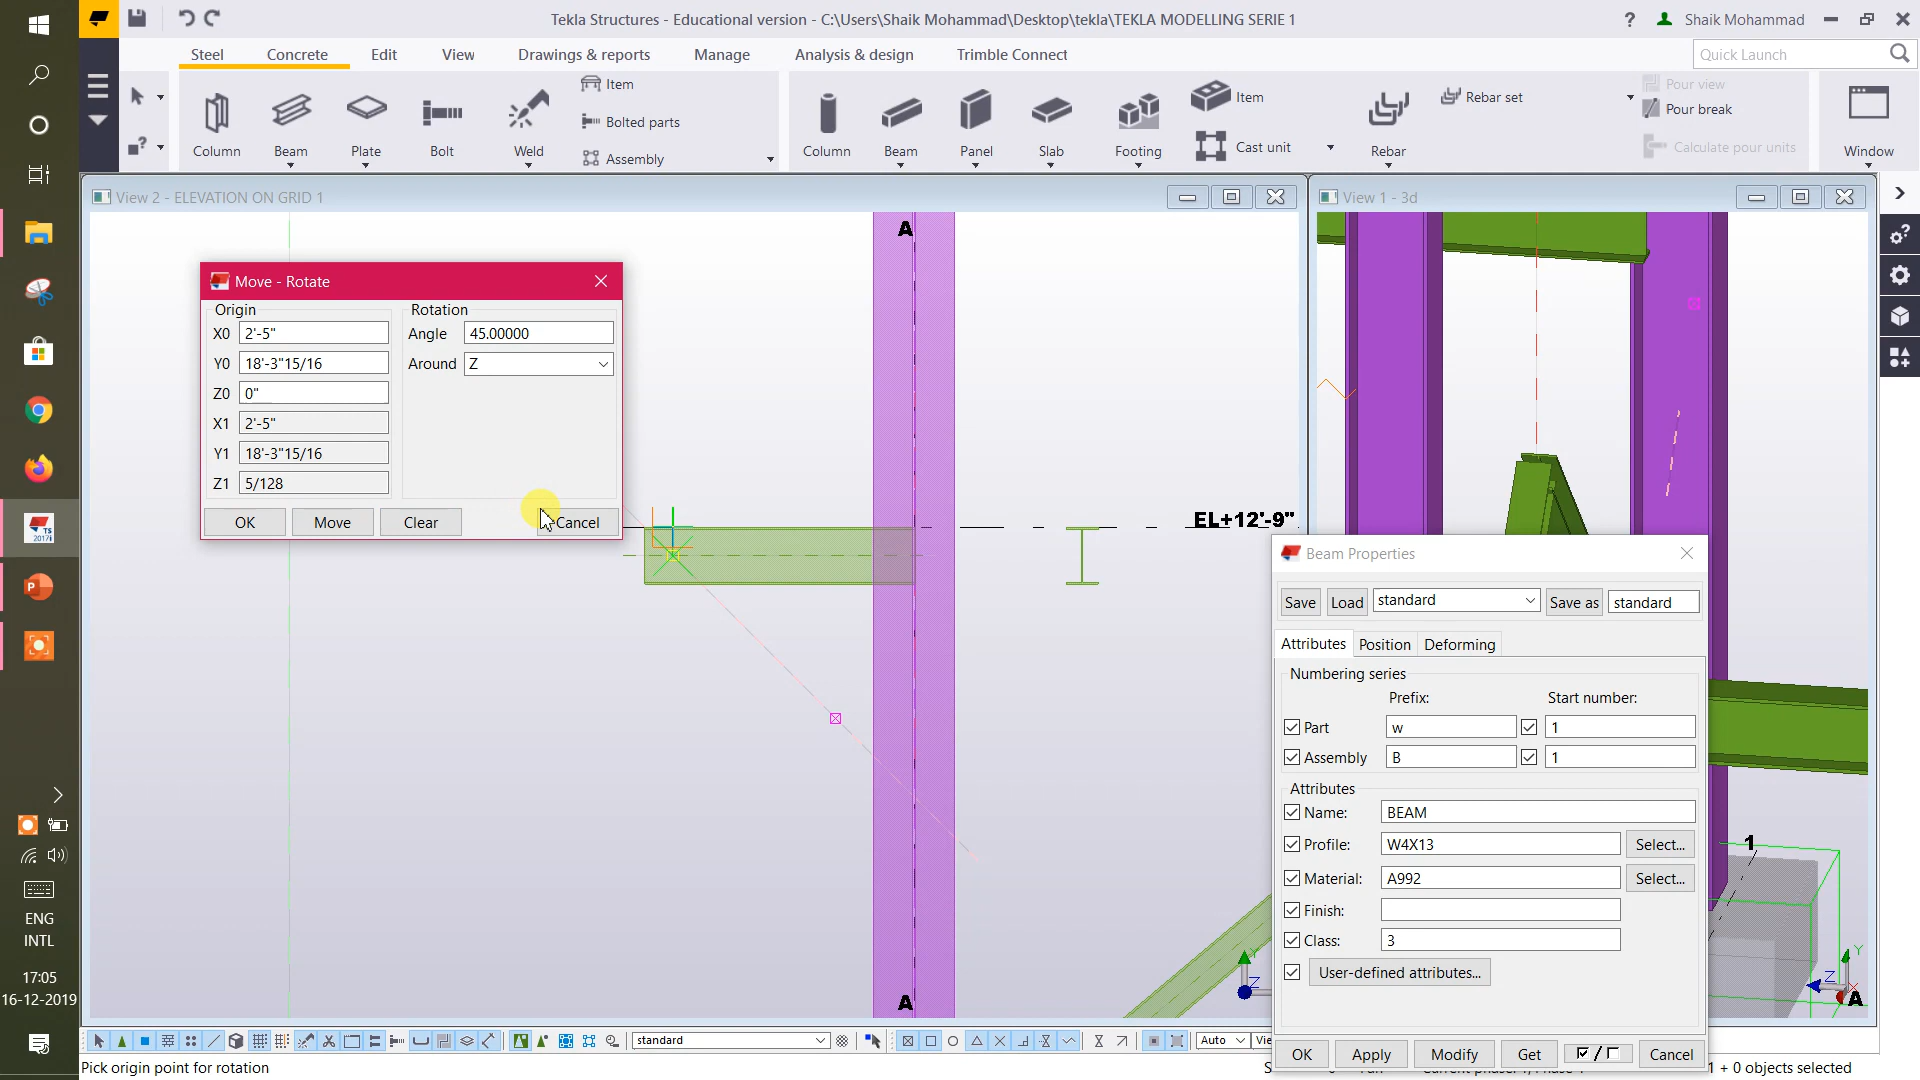 Tekla Structures - Educational version - C:\Users\Shaik Mohammad\Desktop\tekla\TEKLA MODELLING SERIE 1
? Shaik Mohammad
Steel Concrete Edit View Drawings & reports Manage Analysis & design Trimble Connect
Quick Launch
Column Beam Plate Bolt Weld
Item
Bolted parts
Assembly
Column Beam Panel Slab Footing
Item
Cast unit
Rebar
Rebar set
Pour view
Pour break
Calculate pour units
Window
View 2 - ELEVATION ON GRID 1
View 1 - 3d
A
Move - Rotate
Origin Rotation
X0 2'-5" Angle 45.00000
Y0 18'-3"15/16 Around Z
Z0 0"
X1 2'-5"
Y1 18'-3"15/16
Z1 5/128
OK Move Clear Cancel
EL+12'-9"
Beam Properties
Save Load standard Save as standard
Attributes Position Deforming
Numbering series
Prefix: Start number:
Part w 1
Assembly B 1
Attributes
Name: BEAM
Profile: W4X13 Select...
Material: A992 Select...
Finish:
Class: 3
User-defined attributes...
OK Apply Modify Get / Cancel
1
Y
Z
A
Y
Z
X
A
TS
2017i
ENG
INTL
17:05
16-12-2019
standard
Auto
Pick origin point for rotation
1 + 0 objects selected